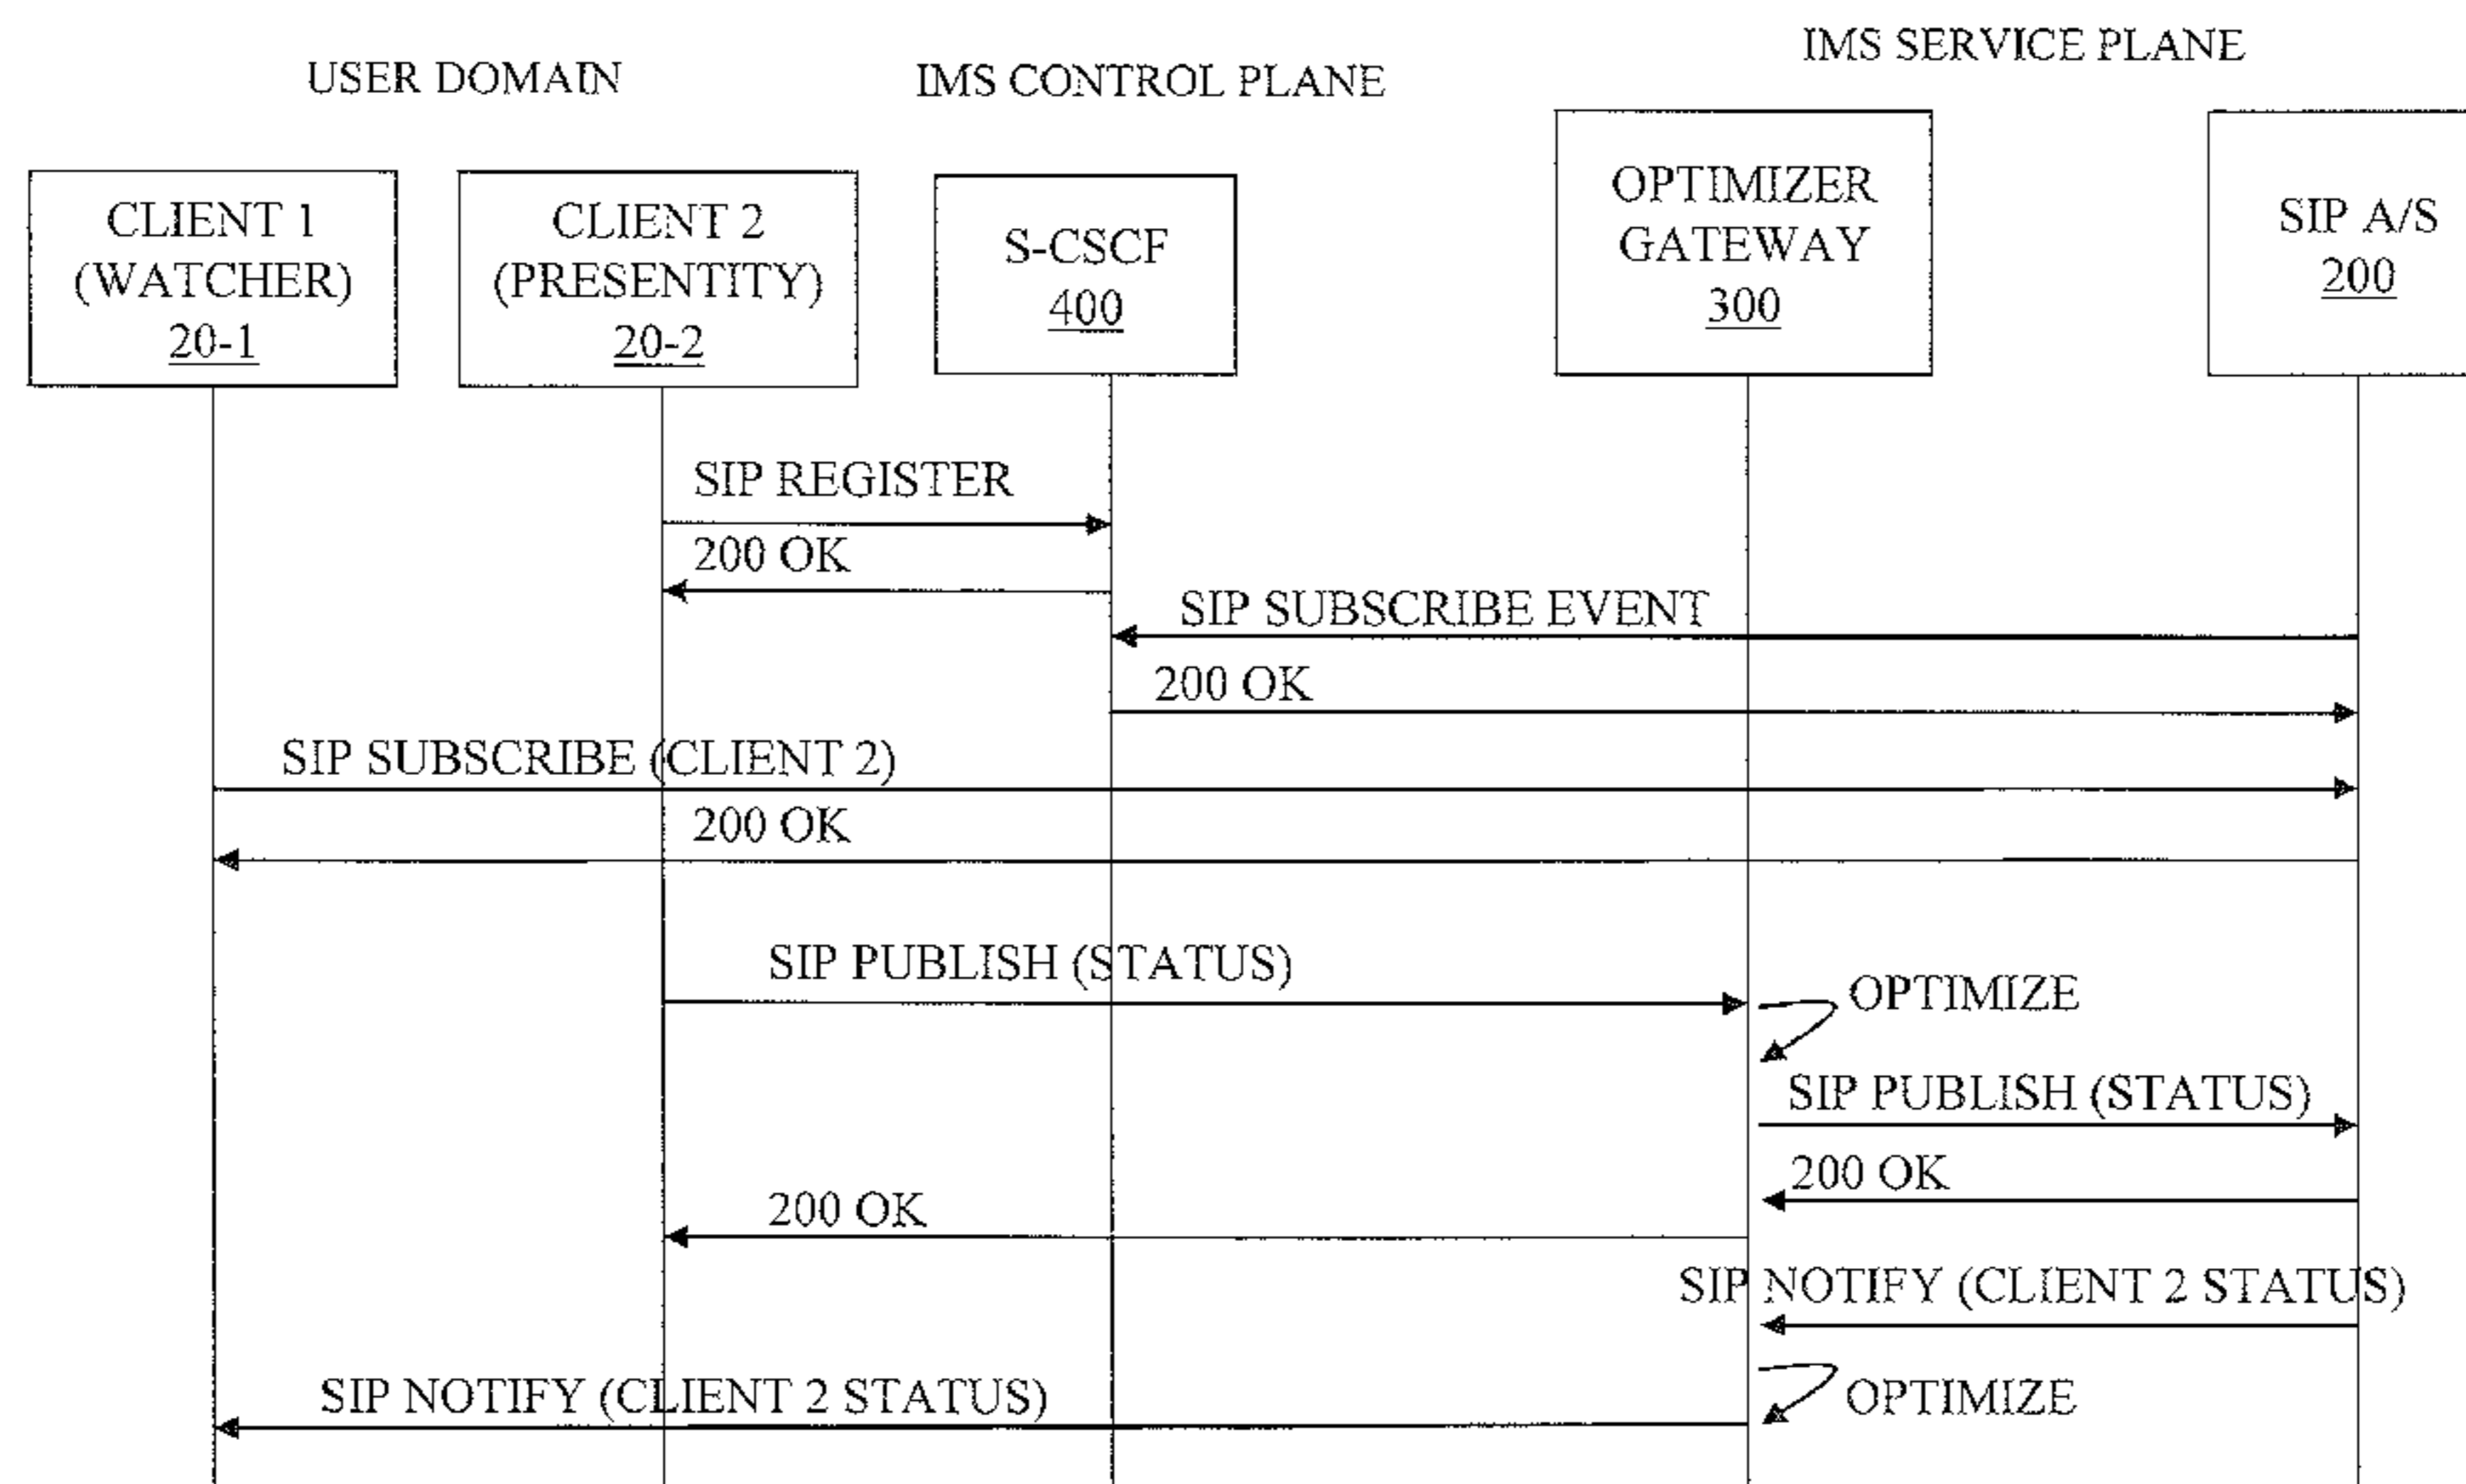 USER DOMAIN
IMS CONTROL PLANE
IMS SERVICE PLANE
CLIENT 1
(WATCHER)
20-1
CLIENT 2
(PRESENTITY)
20-2
S-CSCF
400
OPTIMIZER
GATEWAY
300
SIP A/S
200
SIP REGISTER
200 OK
SIP SUBSCRIBE EVENT
200 OK
SIP SUBSCRIBE (CLIENT 2)
200 OK
SIP PUBLISH (STATUS)
OPTIMIZE
SIP PUBLISH (STATUS)
200 OK
200 OK
SIP NOTIFY (CLIENT 2 STATUS)
SIP NOTIFY (CLIENT 2 STATUS)
OPTIMIZE